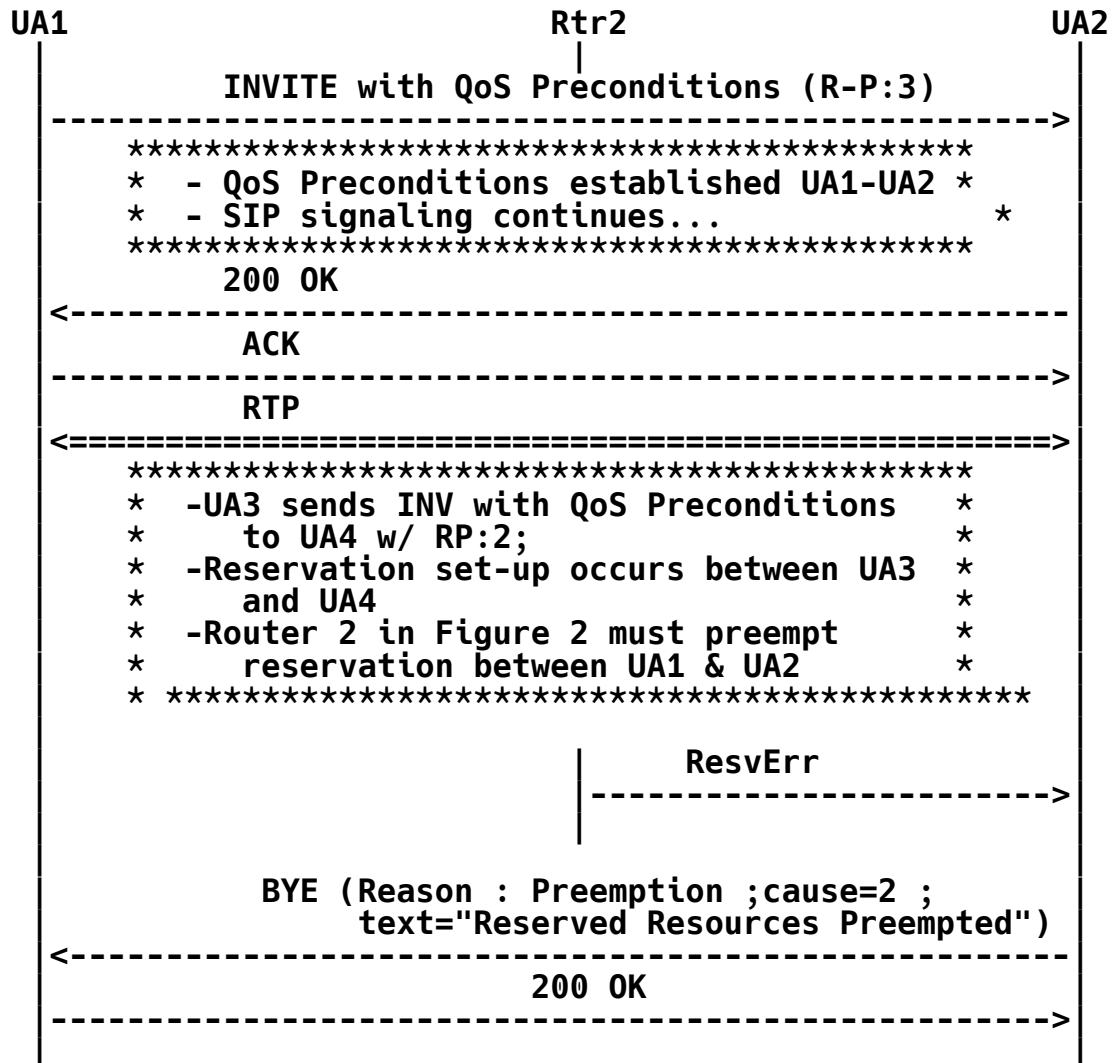 UA1 Rtr2 UA2
INVITE with QoS Preconditions (R-P:3)
-------------------------------------------------------->
********************************************
* - QoS Preconditions established UA1-UA2 *
* - SIP signaling continues... *
********************************************
200 OK
<--------------------------------------------------------
ACK
-------------------------------------------------------->
RTP
<======================================================>
********************************************
* -UA3 sends INV with QoS Preconditions *
* to UA4 w/ RP:2; *
* -Reservation set-up occurs between UA3 *
* and UA4 *
* -Router 2 in Figure 2 must preempt *
* reservation between UA1 & UA2 *
* *********************************************
ResvErr
------------------------>
BYE (Reason : Preemption ;cause=2 ;
text="Reserved Resources Preempted")
<--------------------------------------------------------
200 OK
-------------------------------------------------------->